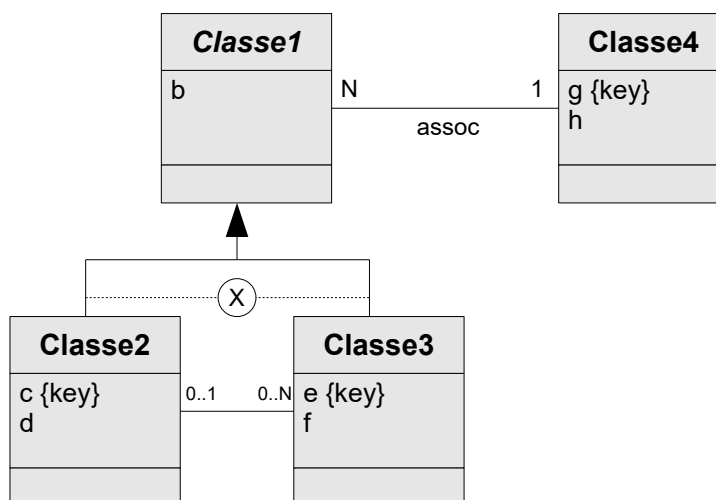 Classe1
b
Classe4
g {key}
h
N
1
assoc
X
Classe2
c {key}
d
0..1
0..N
Classe3
e {key}
f